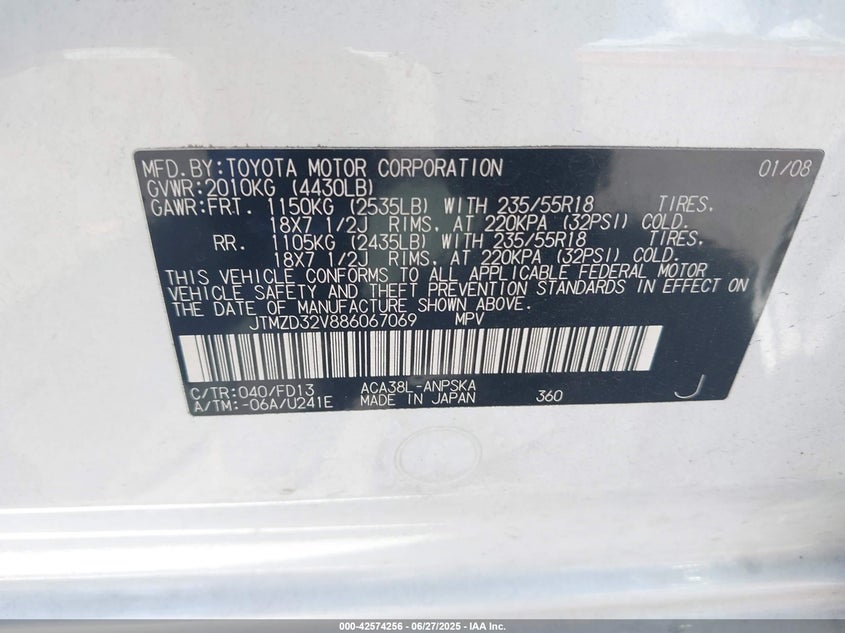 MFD.BY:TOYOTA MOTOR CORPORATION 01/08
GVWR:2010KG (4430LB)
GAWR:FRT. 1150KG (2535LB) WITH 235/55R18 TIRES,
18X7 1/2J RIMS, AT 220KPA (32PSI) COLD.
RR. 1105KG (2435LB) WITH 235/55R18 TIRES,
18X7 1/2J RIMS, AT 220KPA (32PSI) COLD.
THIS VEHICLE CONFORMS TO ALL APPLICABLE FEDERAL MOTOR
VEHICLE SAFETY AND THEFT PREVENTION STANDARDS IN EFFECT ON
THE DATE OF MANUFACTURE SHOWN ABOVE.
JTMZD32V886067069 MPV
C/TR:040/FD13 ACA38L-ANPSKA
A/TM:-06A/U241E MADE IN JAPAN 360 J
000-42574256 - 06/27/2025 - IAA Inc.